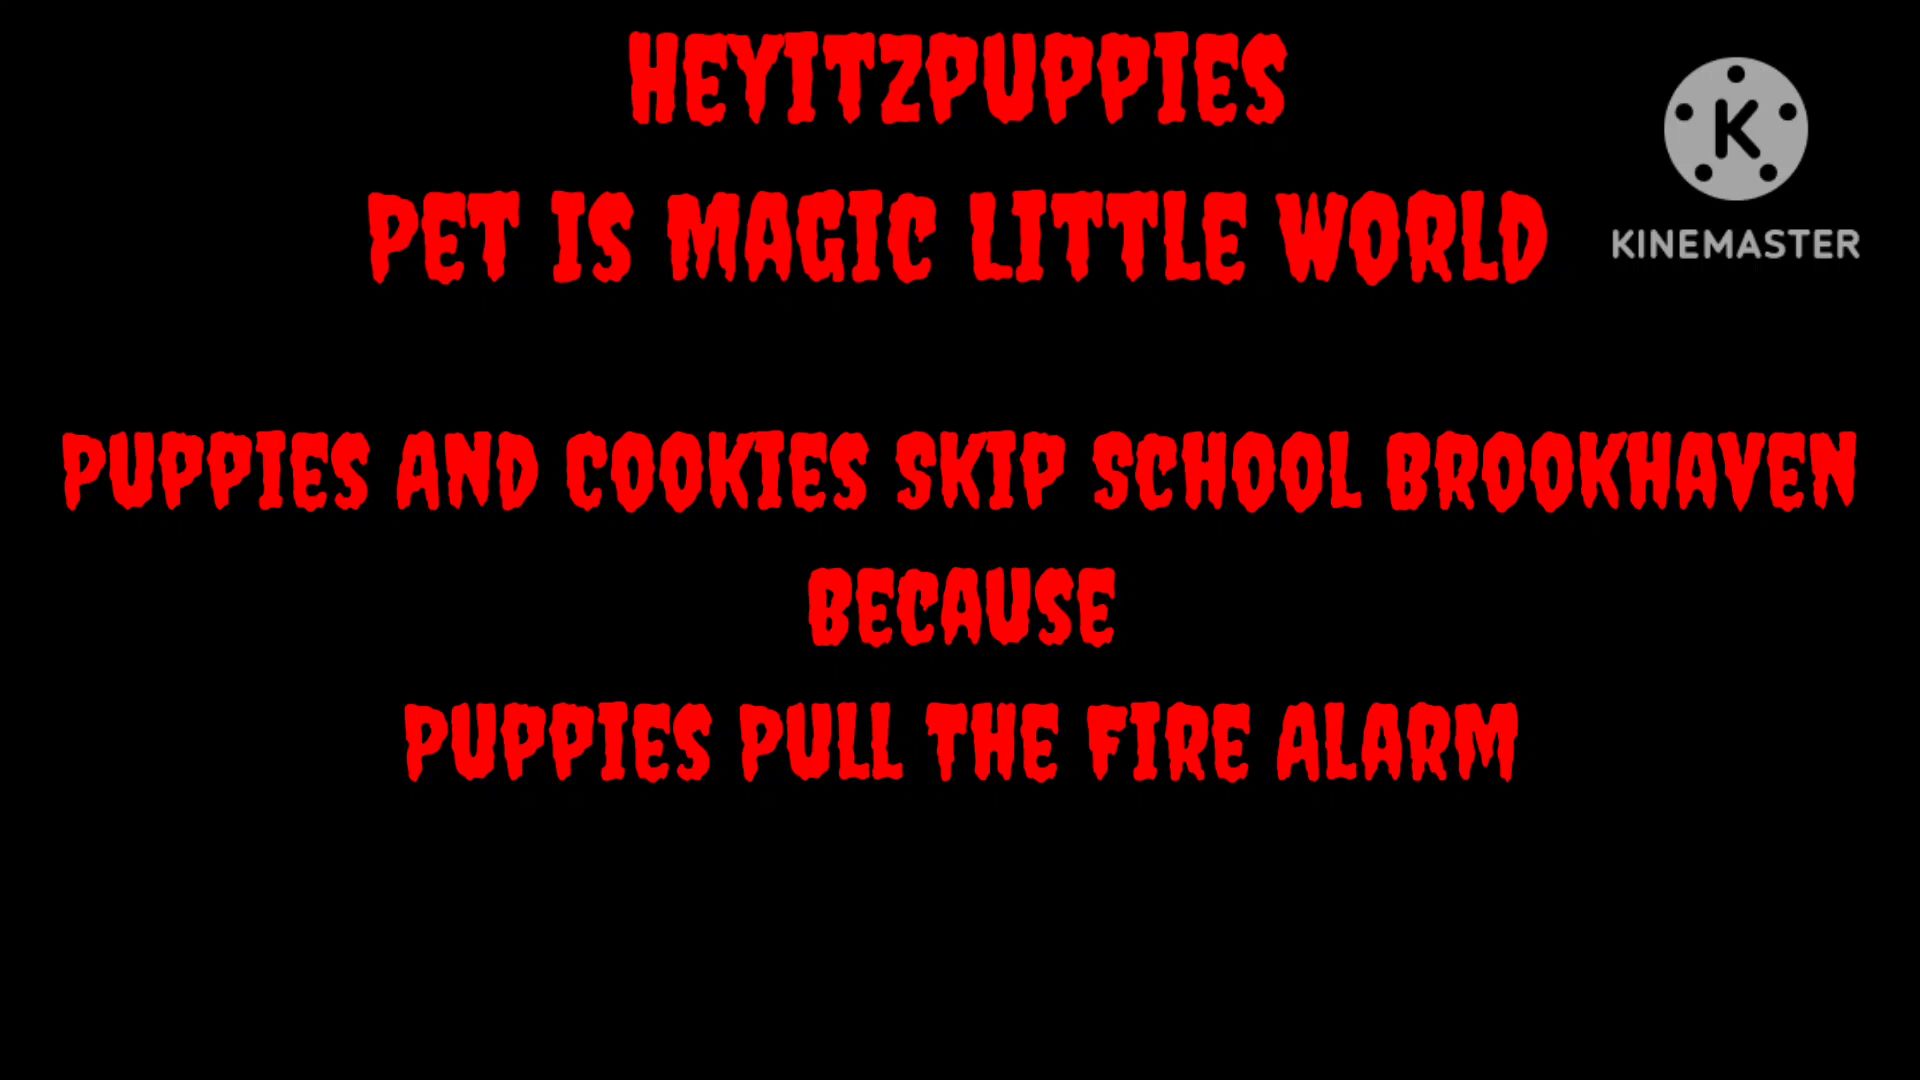 HEYITZPUPPIES
PET IS MAGIC LITTLE WORLD
K
KINEMASTER
PUPPIES AND COOKIES SKIP SCHOOL BROOKHAVEN
BECAUSE
PUPPIES PULL THE FIRE ALARM